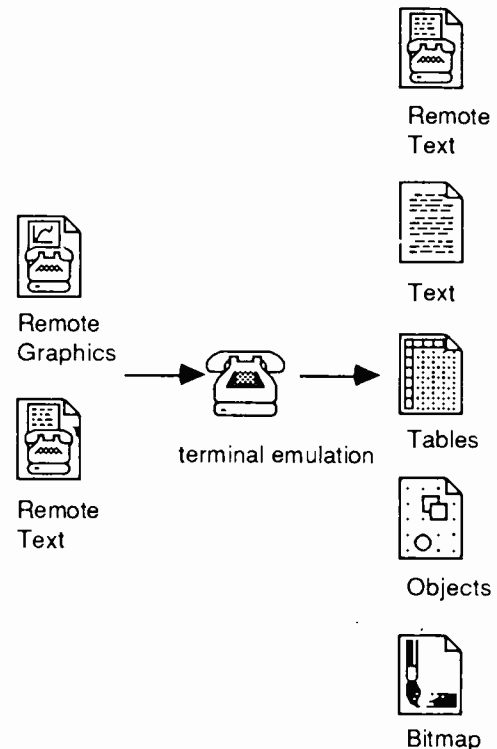 Remote
Graphics
Remote
Text
terminal emulation
Remote
Text
Text
Tables
Objects
Bitmap